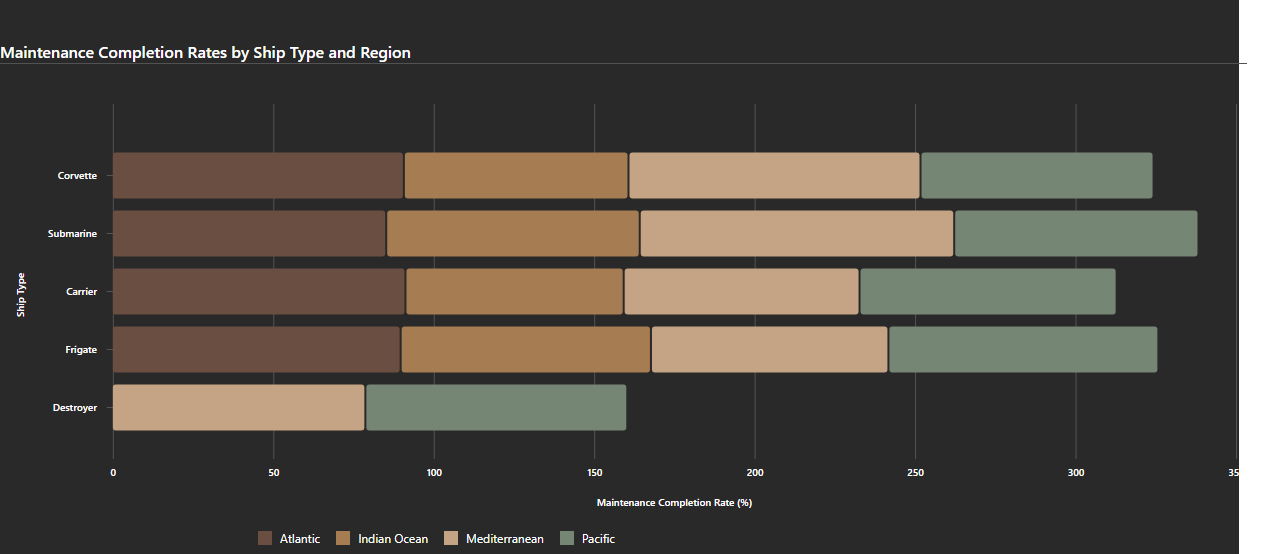 Maintenance Completion Rates by Ship Type and Region
Corvette
Submarine
Carrier
Frigate
Destroyer
Ship Type
0 50 100 150 200 250 300 35
Maintenance Completion Rate (%)
Atlantic Indian Ocean Mediterranean Pacific